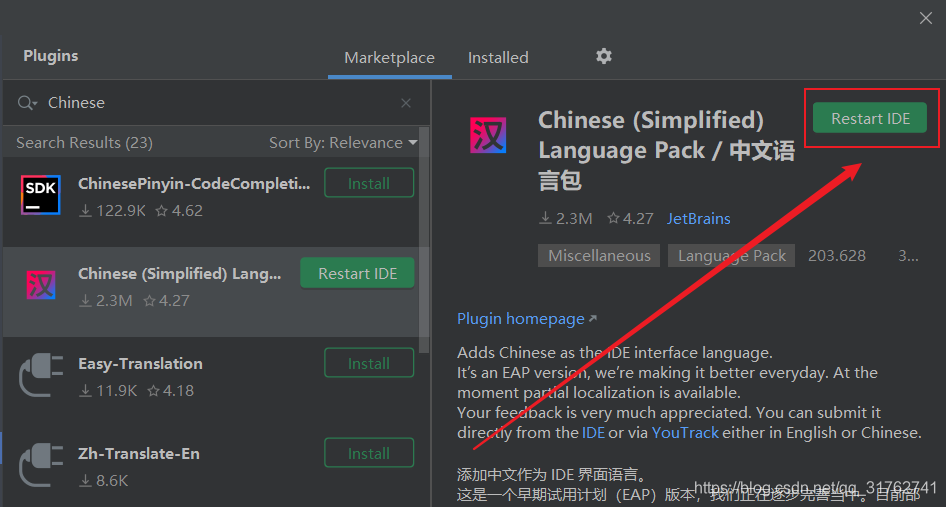 Plugins
Marketplace
Installed
Chinese
Search Results (23)
Sort By: Relevance
SDK
ChinesePinyin-CodeCompleti...
Install
122.9K
4.62
汉
Chinese (Simplified) Lang...
Restart IDE
2.3M
4.27
Easy-Translation
Install
11.9K
4.18
Zh-Translate-En
Install
8.6K
汉
Chinese (Simplified)
Language Pack / 中文语
言包
Restart IDE
2.3M
4.27
JetBrains
Miscellaneous
Language Pack
203.628
3...
Plugin homepage
Adds Chinese as the IDE interface language.
It's an EAP version, we're making it better everyday. At the
moment partial localization is available.
Your feedback is very much appreciated. You can submit it
directly from the IDE or via YouTrack either in English or Chinese.
添加中文作为 IDE 界面语言。
这是一个早期试用计划（EAP）版本，我们正在逐步完善当中。目前部
https://blog.csdn.net/qq_31762741